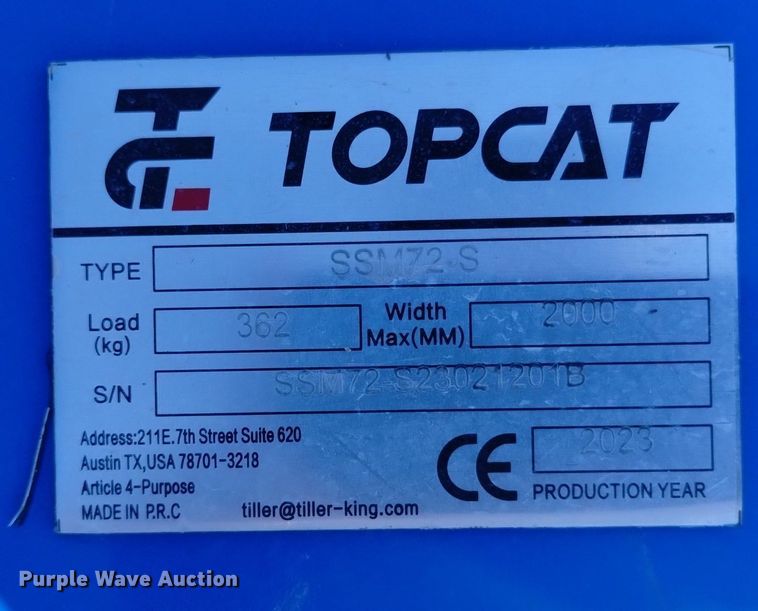 TOPCAT
TYPE SSM72-S
Load (kg) 362 Width Max(MM) 2000
S/N SSM72-S23021201B
Address:211E.7th Street Suite 620
Austin TX,USA 78701-3218
Article 4-Purpose
MADE IN P.R.C tiller@tiller-king.com
CE 2023
PRODUCTION YEAR
Purple Wave Auction